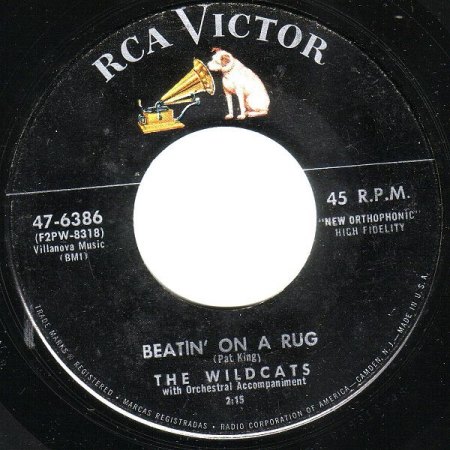 RCA VICTOR
47-6386
(F2PW-8318)
Villanova Music
(BMI)
45 R.P.M.
"NEW ORTHOPHONIC"
HIGH FIDELITY
BEATIN' ON A RUG
(Pat King)
THE WILDCATS
with Orchestral Accompaniment
2:15
TRADE MARKS ® REGISTERED • MARCAS REGISTRADAS • RADIO CORPORATION OF AMERICA—CAMDEN, N. J. MADE IN U.S.A.